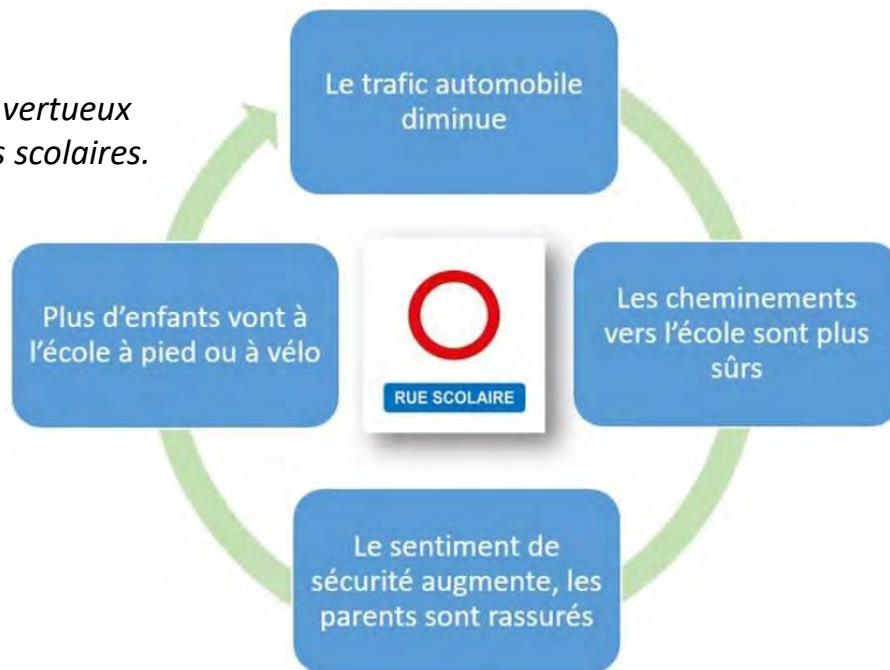 vertueux
s scolaires.
Le trafic automobile
diminue
Les cheminements
vers l’école sont plus
sûrs
Le sentiment de
sécurité augmente, les
parents sont rassurés
Plus d’enfants vont à
l’école à pied ou à vélo
RUE SCOLAIRE